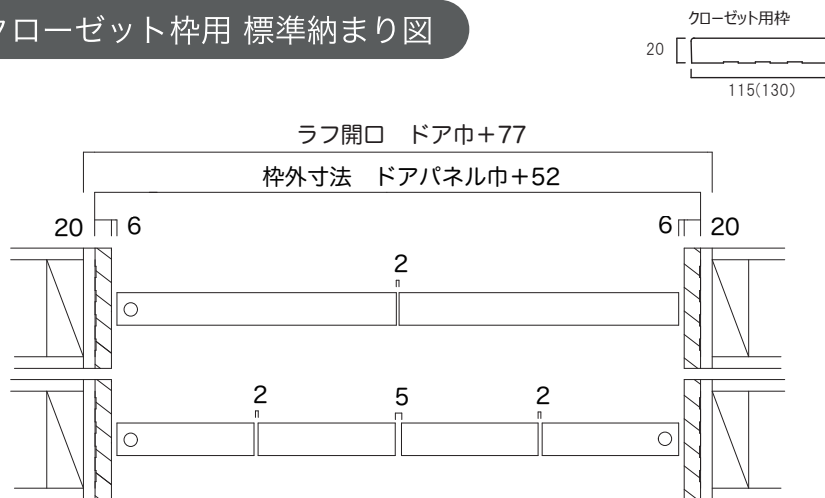 クローゼット枠用 標準納まり図
クローゼット用枠
20
115(130)
ラフ開口 ドア巾+77
枠外寸法 ドアパネル巾+52
20 6 6 20
2
2 5 2